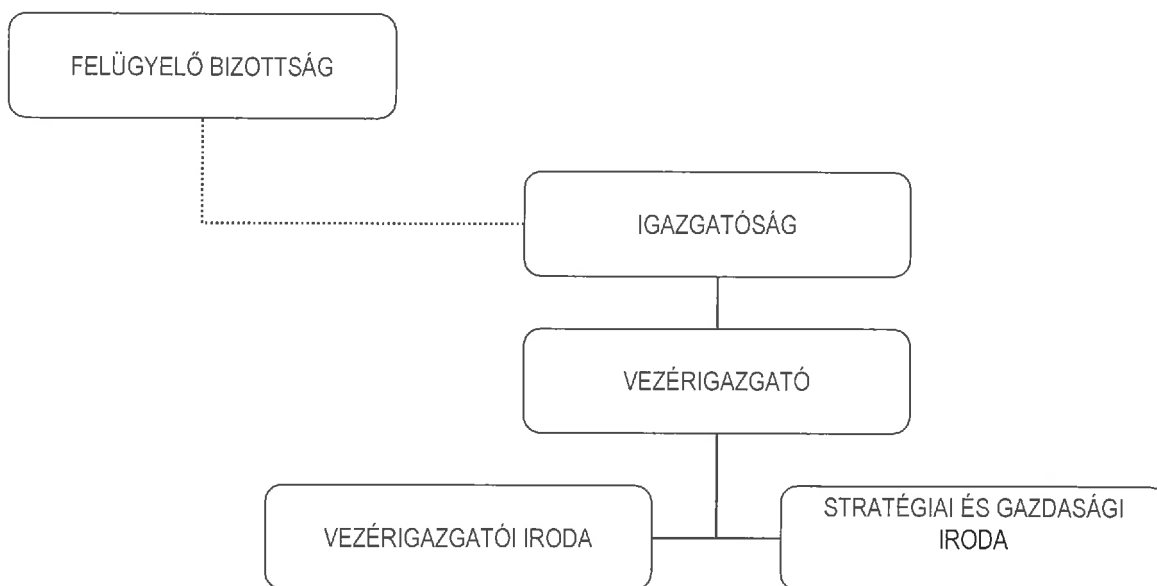 FELÜGYELŐ BIZOTTSÁG
IGAZGATÓSÁG
VEZÉRIGAZGATÓ
VEZÉRIGAZGATÓI IRODA
STRATÉGIAI ÉS GAZDASÁGI
IRODA